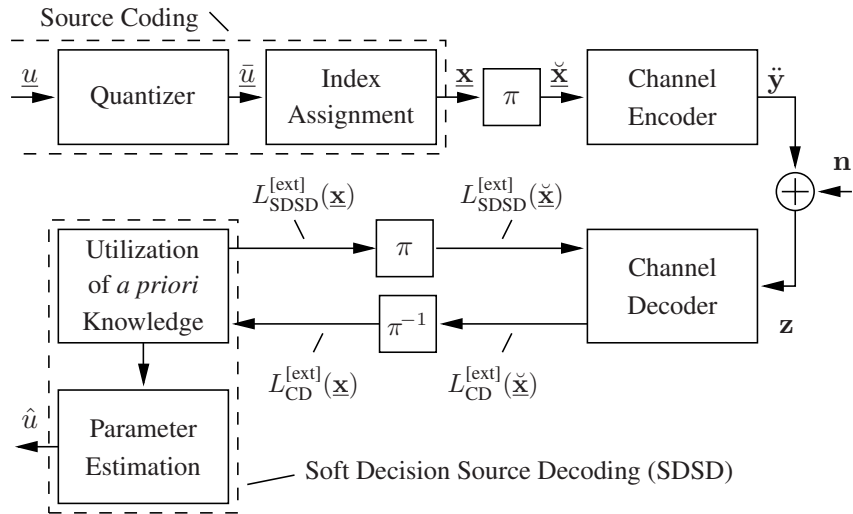 Source Coding
u
Quantizer
ū
Index
Assignment
x
π
x̆
Channel
Encoder
ÿ
n
+
L[ext]SDSD(x)
L[ext]SDSD(x̆)
Utilization
of a priori
Knowledge
π
π−1
Channel
Decoder
z
L[ext]CD(x)
L[ext]CD(x̆)
û
Parameter
Estimation
Soft Decision Source Decoding (SDSD)